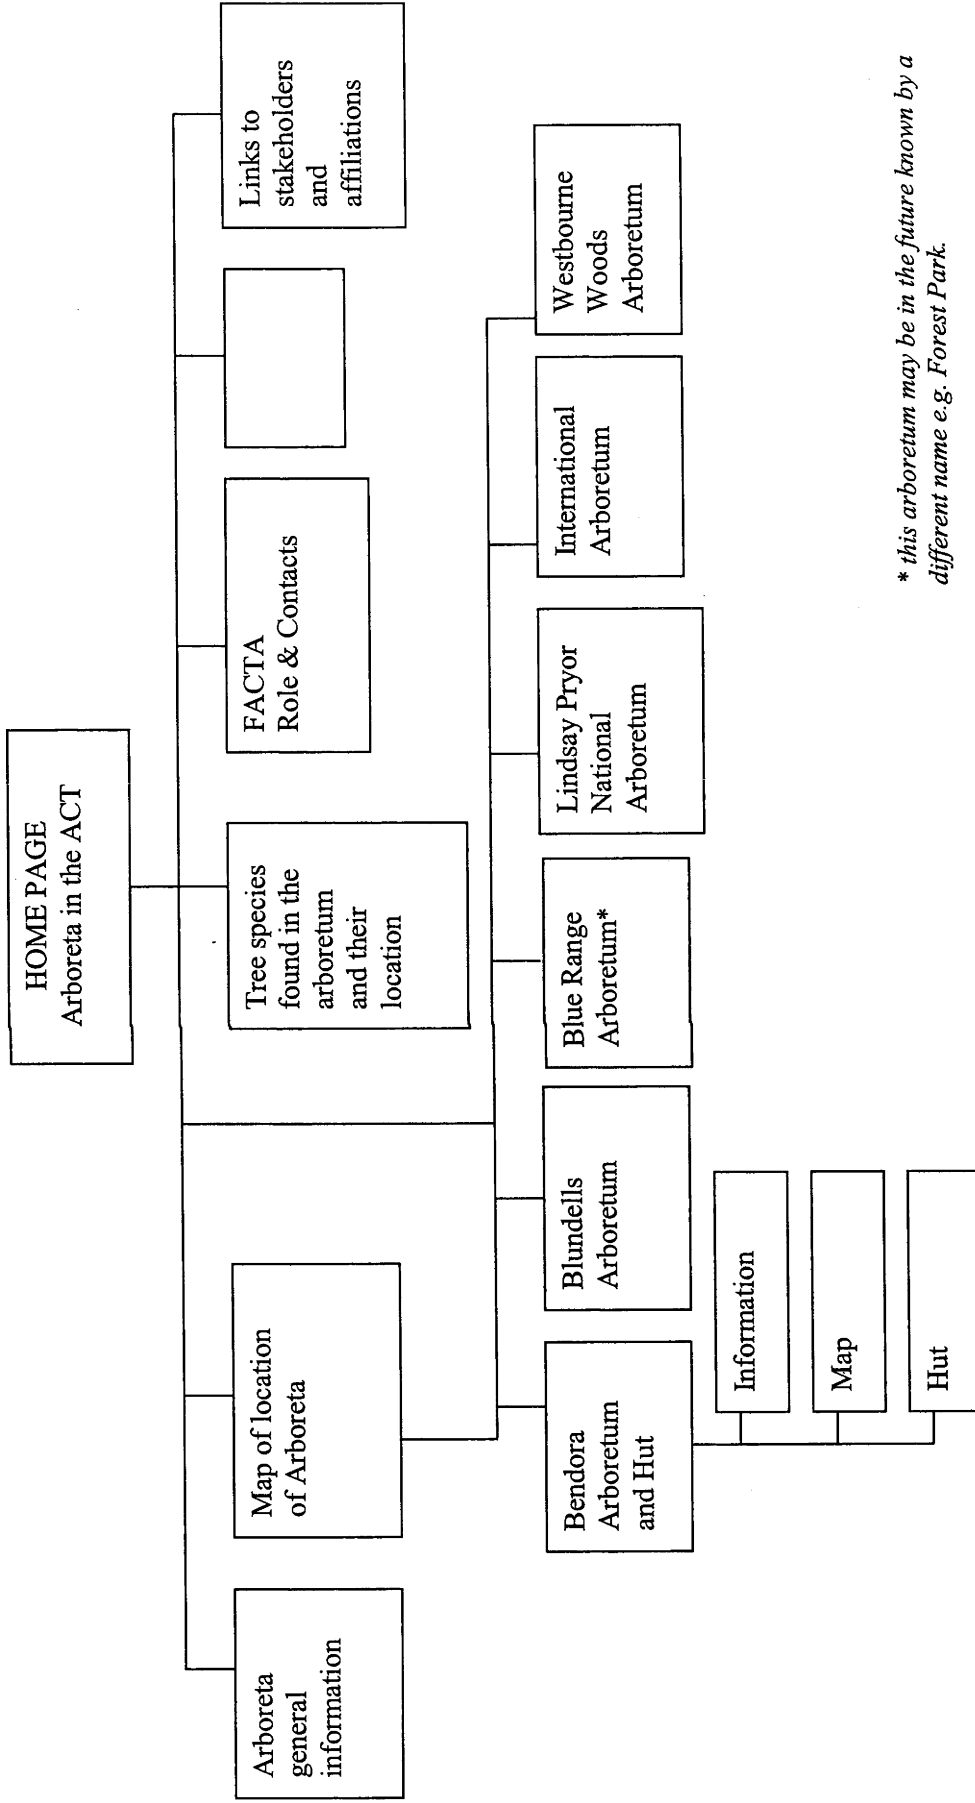 HOME PAGE
Arboreta in the ACT
Arboreta
general
information
Map of location
of Arboreta
Tree species
found in the
arboretum
and their
location
FACTA
Role & Contacts
Links to
stakeholders
and
affiliations
Bendora
Arboretum
and Hut
Blundells
Arboretum
Blue Range
Arboretum*
Lindsay Pryor
National
Arboretum
International
Arboretum
Westbourne
Woods
Arboretum
Information
Map
Hut
* this arboretum may be in the future known by a
different name e.g. Forest Park.